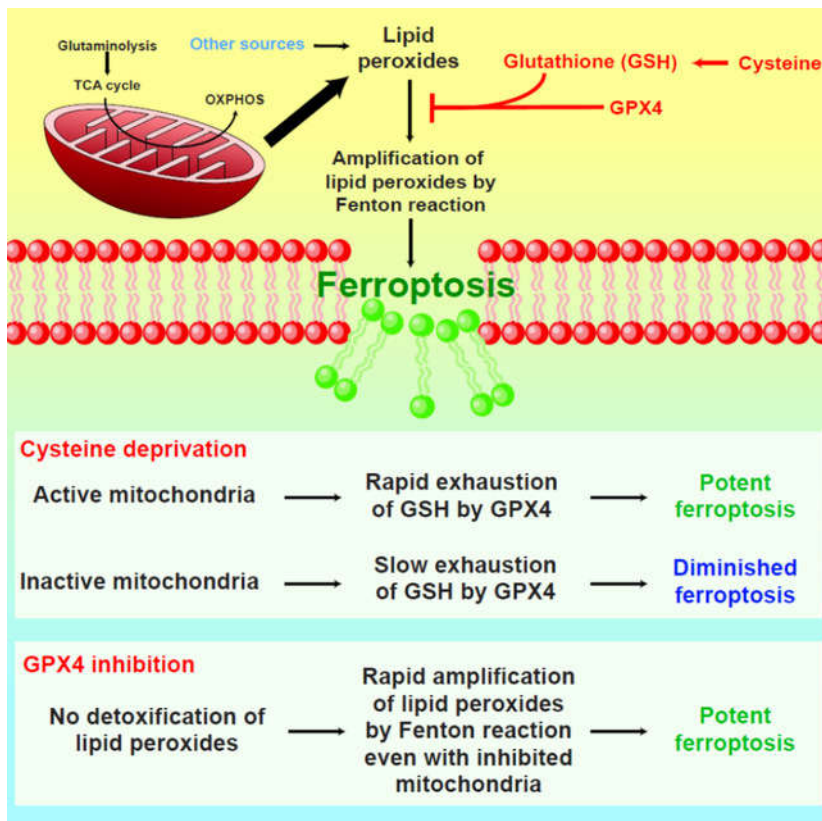 Glutaminolysis
TCA cycle
OXPHOS
Other sources
Lipid
peroxides
Glutathione (GSH)
Cysteine
GPX4
Amplification of
lipid peroxides by
Fenton reaction
Ferroptosis
Cysteine deprivation
Active mitochondria
Rapid exhaustion
of GSH by GPX4
Potent
ferroptosis
Inactive mitochondria
Slow exhaustion
of GSH by GPX4
Diminished
ferroptosis
GPX4 inhibition
No detoxification of
lipid peroxides
Rapid amplification
of lipid peroxides
by Fenton reaction
even with inhibited
mitochondria
Potent
ferroptosis